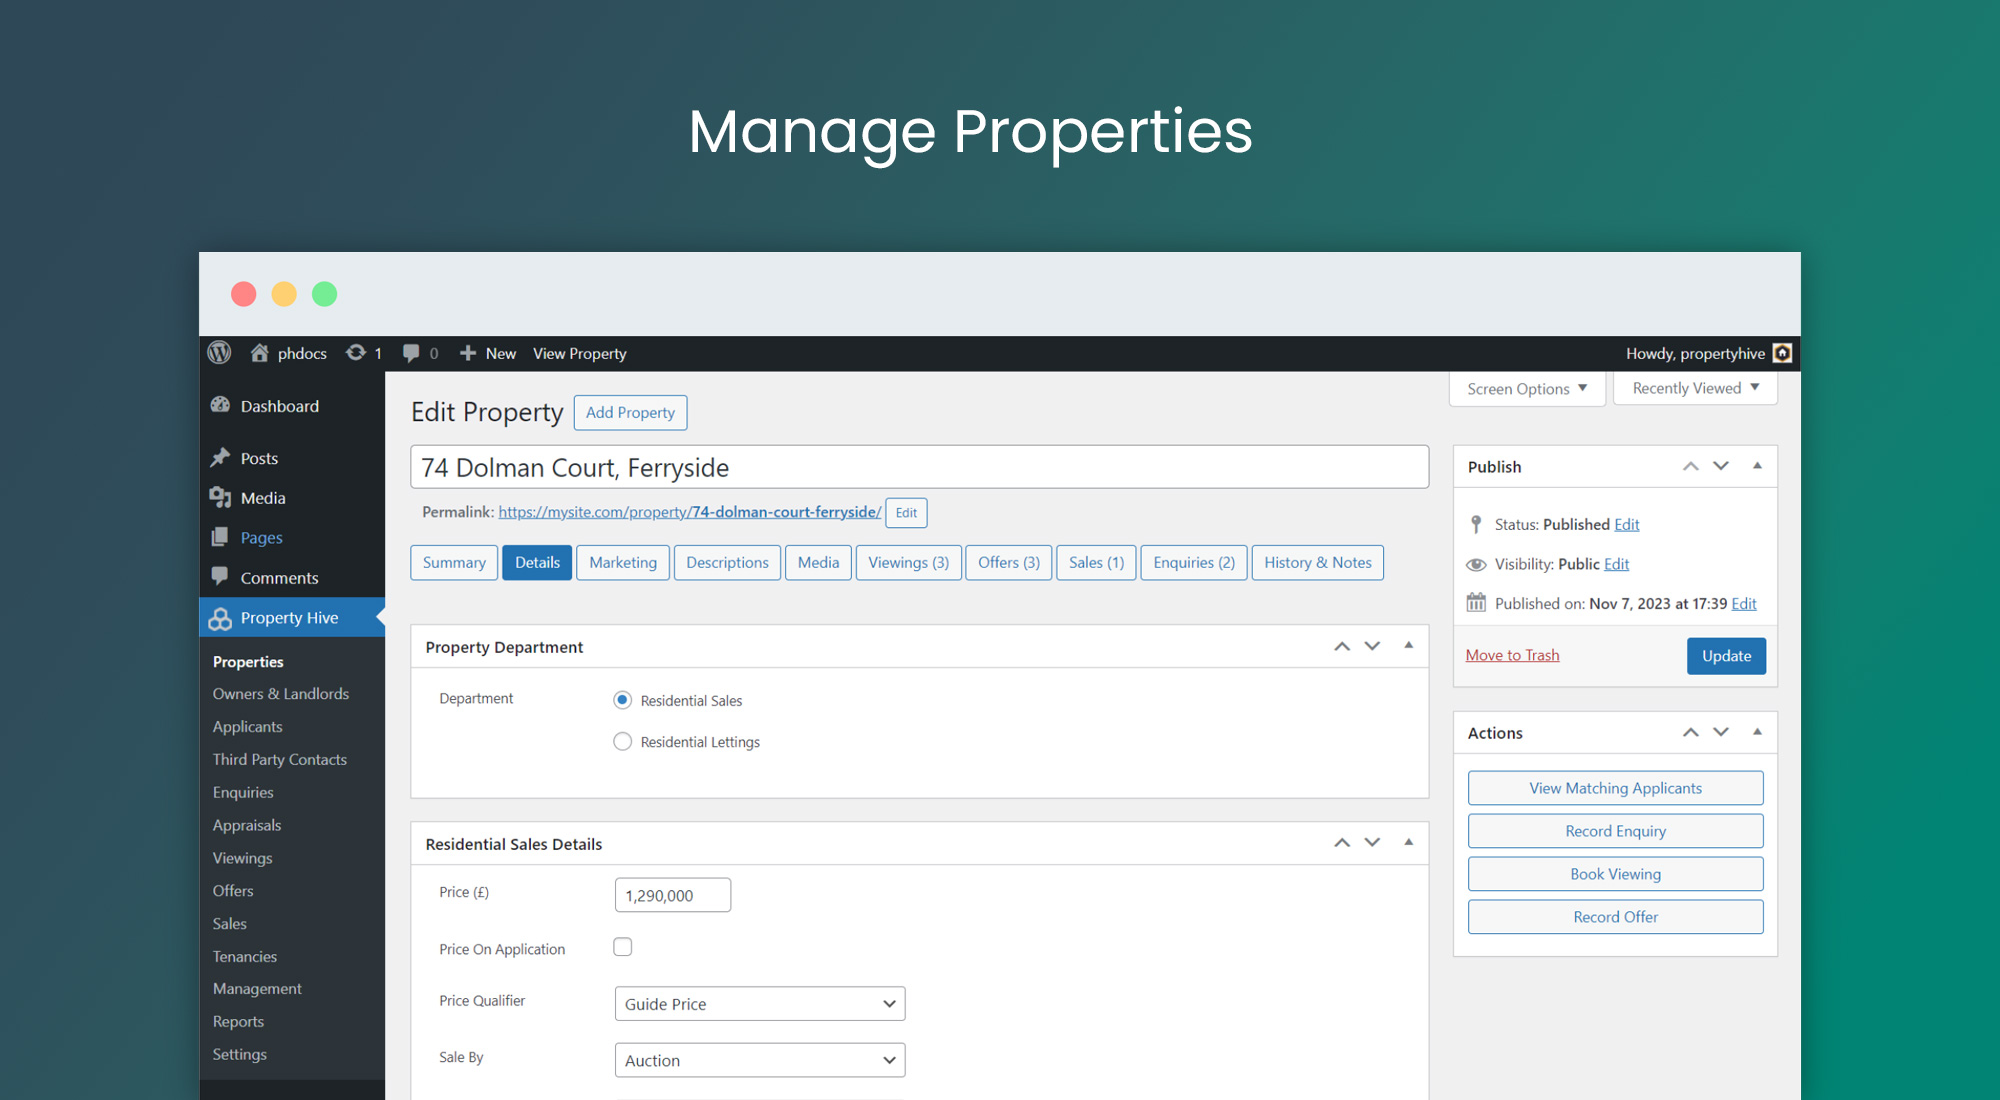 Manage Properties
phdocs 1 0 New View Property Howdy, propertyhive
Screen Options Recently Viewed
Dashboard
Posts
Media
Pages
Comments
Property Hive
Properties
Owners & Landlords
Applicants
Third Party Contacts
Enquiries
Appraisals
Viewings
Offers
Sales
Tenancies
Management
Reports
Settings
Edit Property Add Property
74 Dolman Court, Ferryside
Permalink: https://mysite.com/property/74-dolman-court-ferryside/ Edit
Summary Details Marketing Descriptions Media Viewings (3) Offers (3) Sales (1) Enquiries (2) History & Notes
Property Department
Department Residential Sales
Residential Lettings
Residential Sales Details
Price (£) 1,290,000
Price On Application
Price Qualifier Guide Price
Sale By Auction
Publish
Status: Published Edit
Visibility: Public Edit
Published on: Nov 7, 2023 at 17:39 Edit
Move to Trash Update
Actions
View Matching Applicants
Record Enquiry
Book Viewing
Record Offer